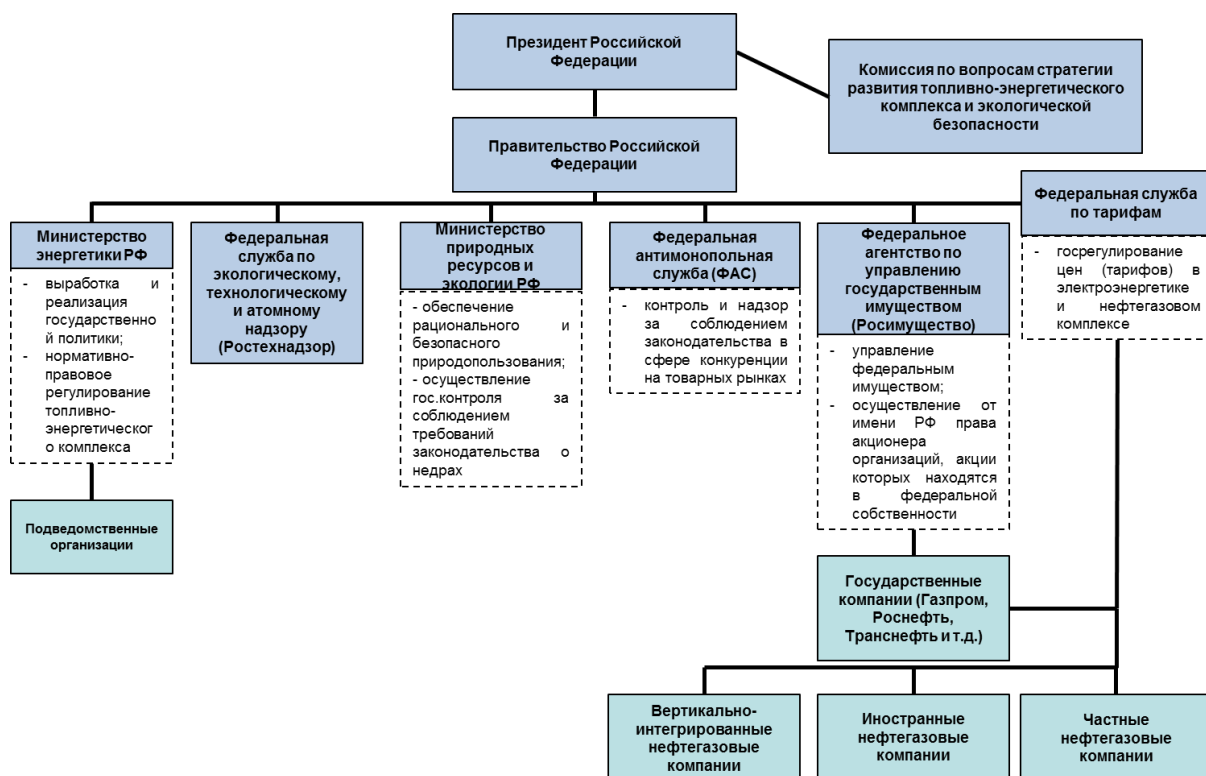 Президент Российской
Федерации
Комиссия по вопросам стратегии
развития топливно-энергетического
комплекса и экологической
безопасности
Правительство Российской
Федерации
Министерство
энергетики РФ
- выработка и
реализация
государственно
й политики;
- нормативно-
правовое
регулирование
топливно-
энергетическог
о комплекса
Подведомственные
организации
Федеральная
служба по
экологическому,
технологическому
и атомному
надзору
(Ростехнадзор)
Министерство
природных
ресурсов и
экологии РФ
- обеспечение
рационального и
безопасного
природопользования;
- осуществление
гос.контроля за
соблюдением
требований
законодательства о
недрах
Федеральная
антимонопольная
служба (ФАС)
- контроль и надзор
за соблюдением
законодательства в
сфере конкуренции
на товарных рынках
Федеральное
агентство по
управлению
государственным
имуществом
(Росимущество)
- управление
федеральным
имуществом;
- осуществление от
имени РФ права
акционера
организаций, акции
которых находятся
в федеральной
собственности
Федеральная служба
по тарифам
- госрегулирование
цен (тарифов) в
электроэнергетике
и нефтегазовом
комплексе
Государственные
компании (Газпром,
Роснефть,
Транснефть и т.д.)
Вертикально-
интегрированные
нефтегазовые
компании
Иностранные
нефтегазовые
компании
Частные
нефтегазовые
компании